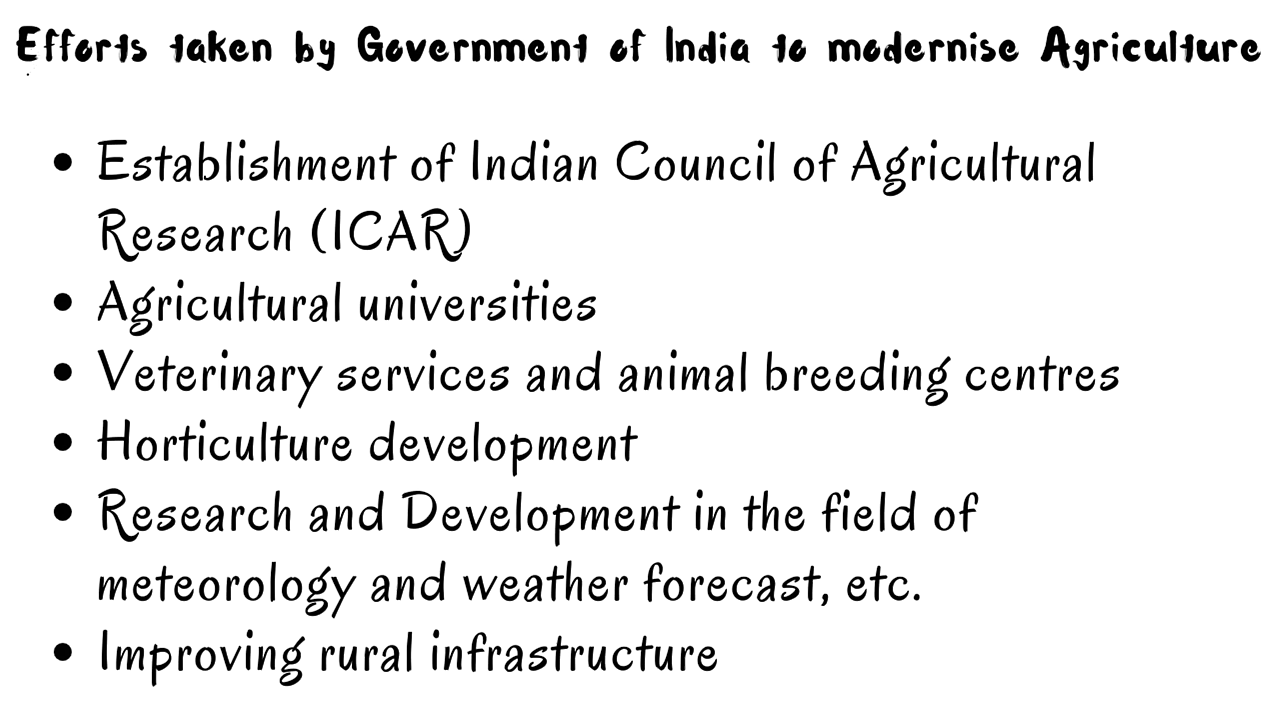 Efforts taken by Government of India to modernise Agriculture
• Establishment of Indian Council of Agricultural
Research (ICAR)
• Agricultural universities
• Veterinary services and animal breeding centres
• Horticulture development
• Research and Development in the field of
meteorology and weather forecast, etc.
• Improving rural infrastructure